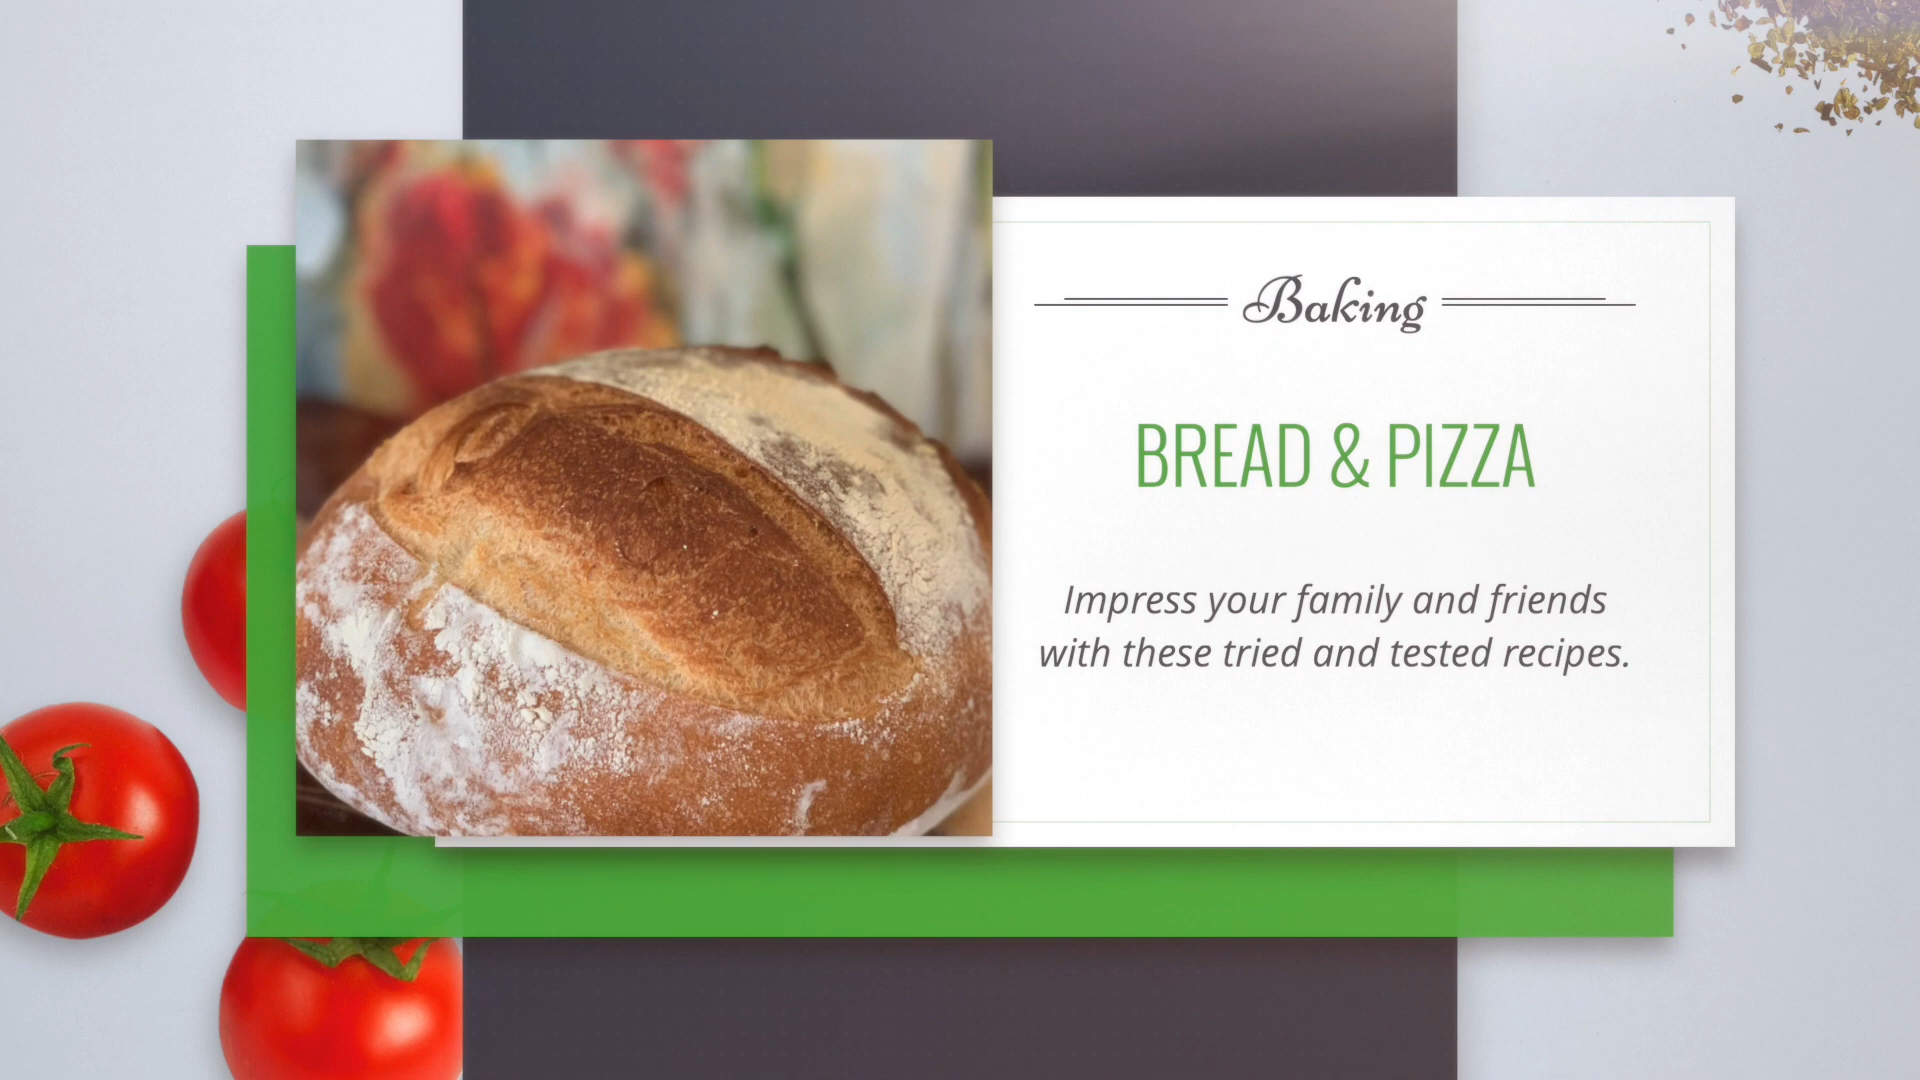 Baking
BREAD & PIZZA
Impress your family and friends
with these tried and tested recipes.